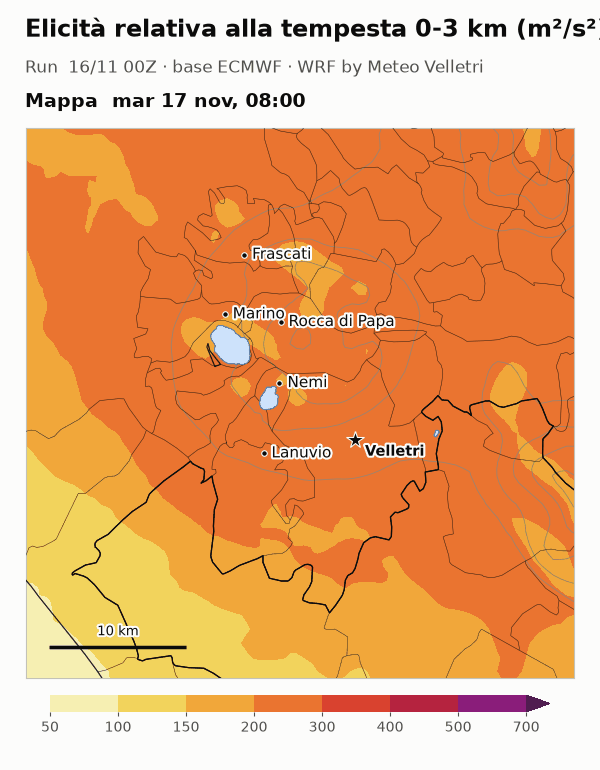 Elicità relativa alla tempesta 0-3 km (m²/s²)
Run 16/11 00Z · base ECMWF · WRF by Meteo Velletri
Mappa mar 17 nov, 08:00
Frascati
Marino
Rocca di Papa
Nemi
Velletri
Lanuvio
10 km
50 100 150 200 300 400 500 700